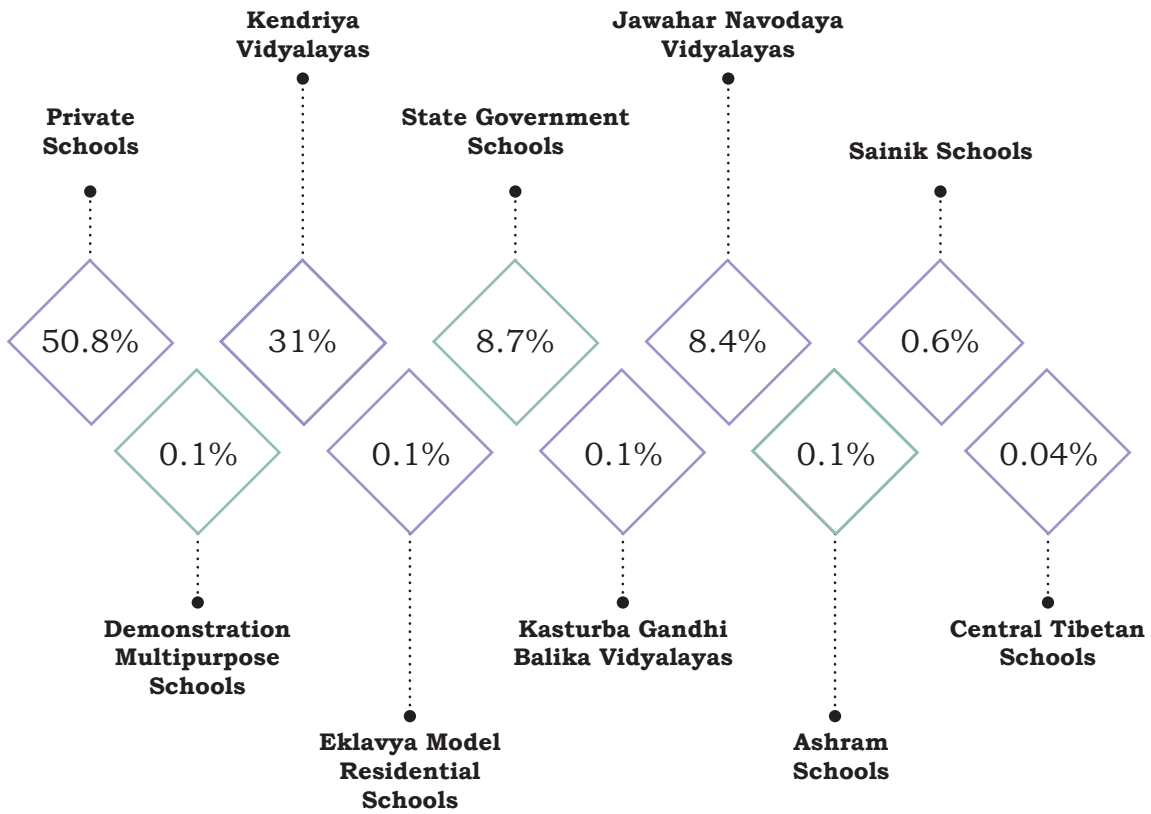 Kendriya
Vidyalayas
Jawahar Navodaya
Vidyalayas
Private
Schools
State Government
Schools
Sainik Schools
50.8%
31%
8.7%
8.4%
0.6%
0.1%
0.1%
0.1%
0.1%
0.04%
Demonstration
Multipurpose
Schools
Kasturba Gandhi
Balika Vidyalayas
Central Tibetan
Schools
Eklavya Model
Residential
Schools
Ashram
Schools